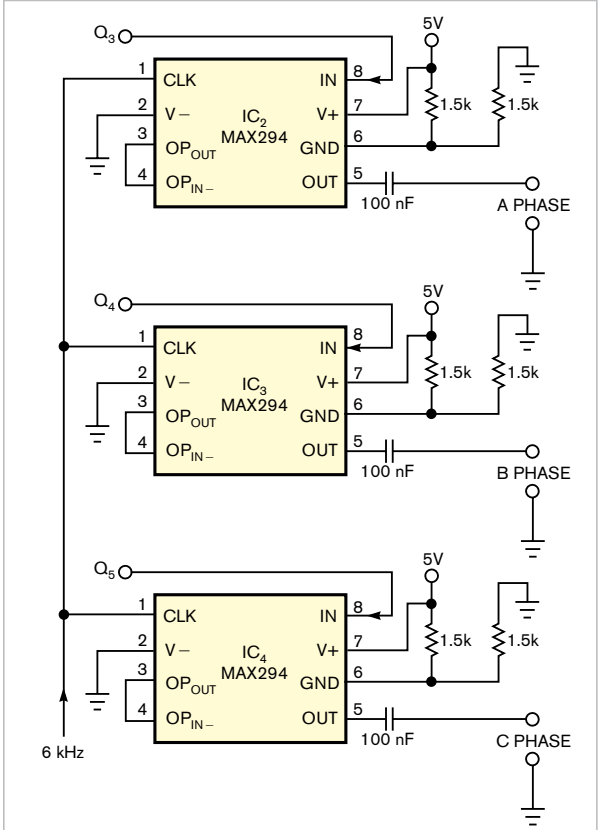 Q3
5V
1 CLK IN 8
2 V– V+ 7 1.5k 1.5k
IC2
MAX294
3 OPOUT GND 6
4 OPIN– OUT 5
100 nF
A PHASE
Q4
5V
1 CLK IN 8
2 V– V+ 7 1.5k 1.5k
IC3
MAX294
3 OPOUT GND 6
4 OPIN– OUT 5
100 nF
B PHASE
Q5
5V
1 CLK IN 8
2 V– V+ 7 1.5k 1.5k
IC4
MAX294
3 OPOUT GND 6
4 OPIN– OUT 5
100 nF
C PHASE
6 kHz